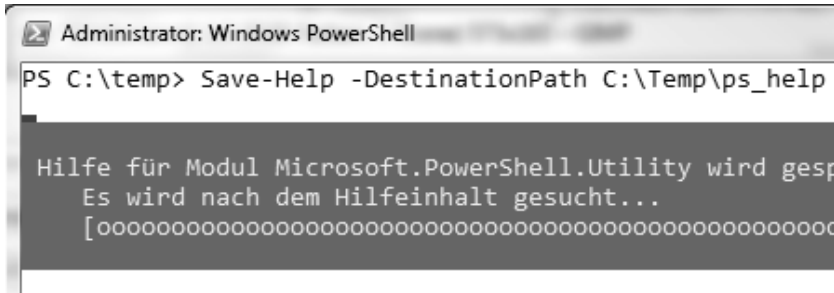 Administrator: Windows PowerShell
PS C:\temp> Save-Help -DestinationPath C:\Temp\ps_help
Hilfe für Modul Microsoft.PowerShell.Utility wird gesp
Es wird nach dem Hilfeinhalt gesucht...
[oooooooooooooooooooooooooooooooooooooooooooooooooo